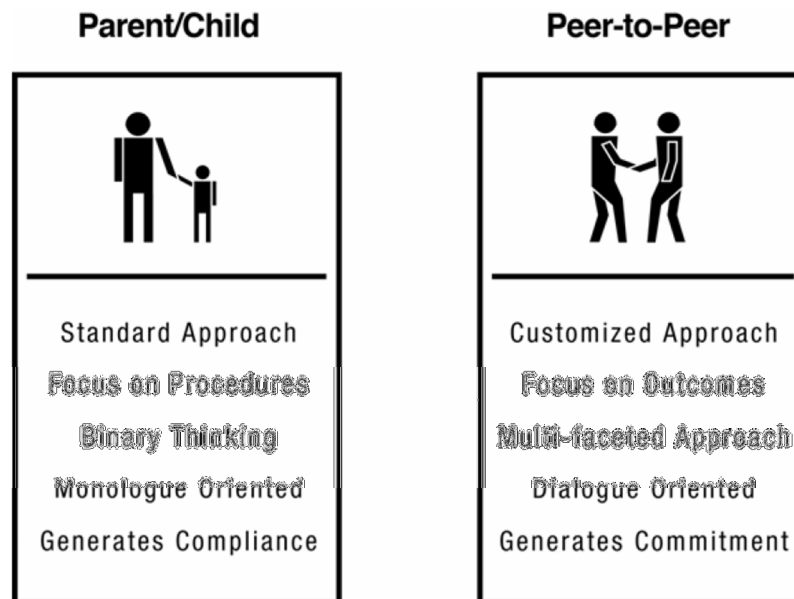 Parent/Child
Standard Approach
Focus on Procedures
Binary Thinking
Monologue Oriented
Generates Compliance
Peer-to-Peer
Customized Approach
Focus on Outcomes
Multi-faceted Approach
Dialogue Oriented
Generates Commitment